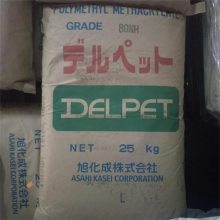 POLYMETHYL METHACRYLATE
GRADE 80NH
デルペット
DELPET
NET 25 kg
旭化成株式会社
ASAHI KASEI CORPORATION
L